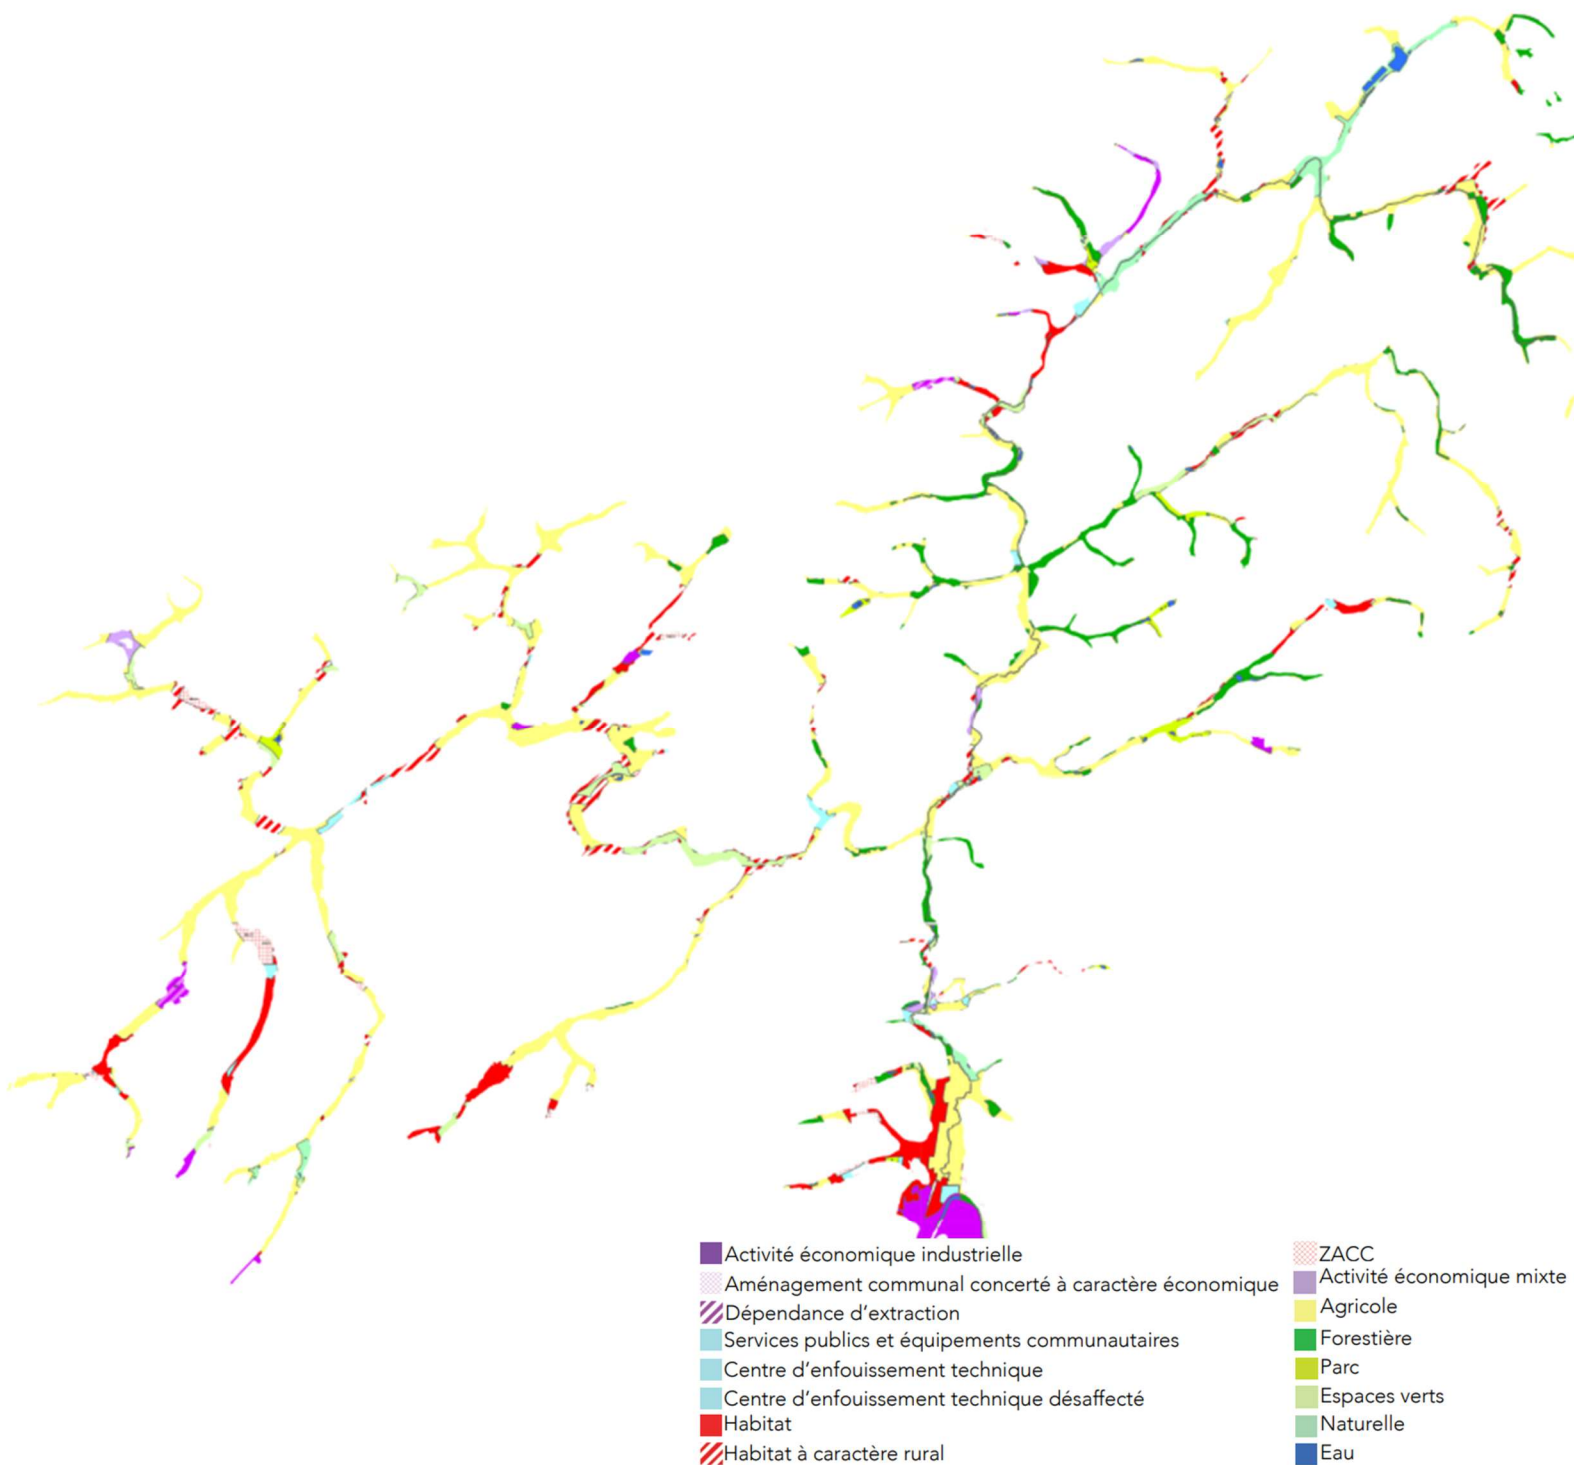 Activité économique industrielle
Aménagement communal concerté à caractère économique
Dépendance d'extraction
Services publics et équipements communautaires
Centre d'enfouissement technique
Centre d'enfouissement technique désaffecté
Habitat
Habitat à caractère rural
ZACC
Activité économique mixte
Agricole
Forestière
Parc
Espaces verts
Naturelle
Eau